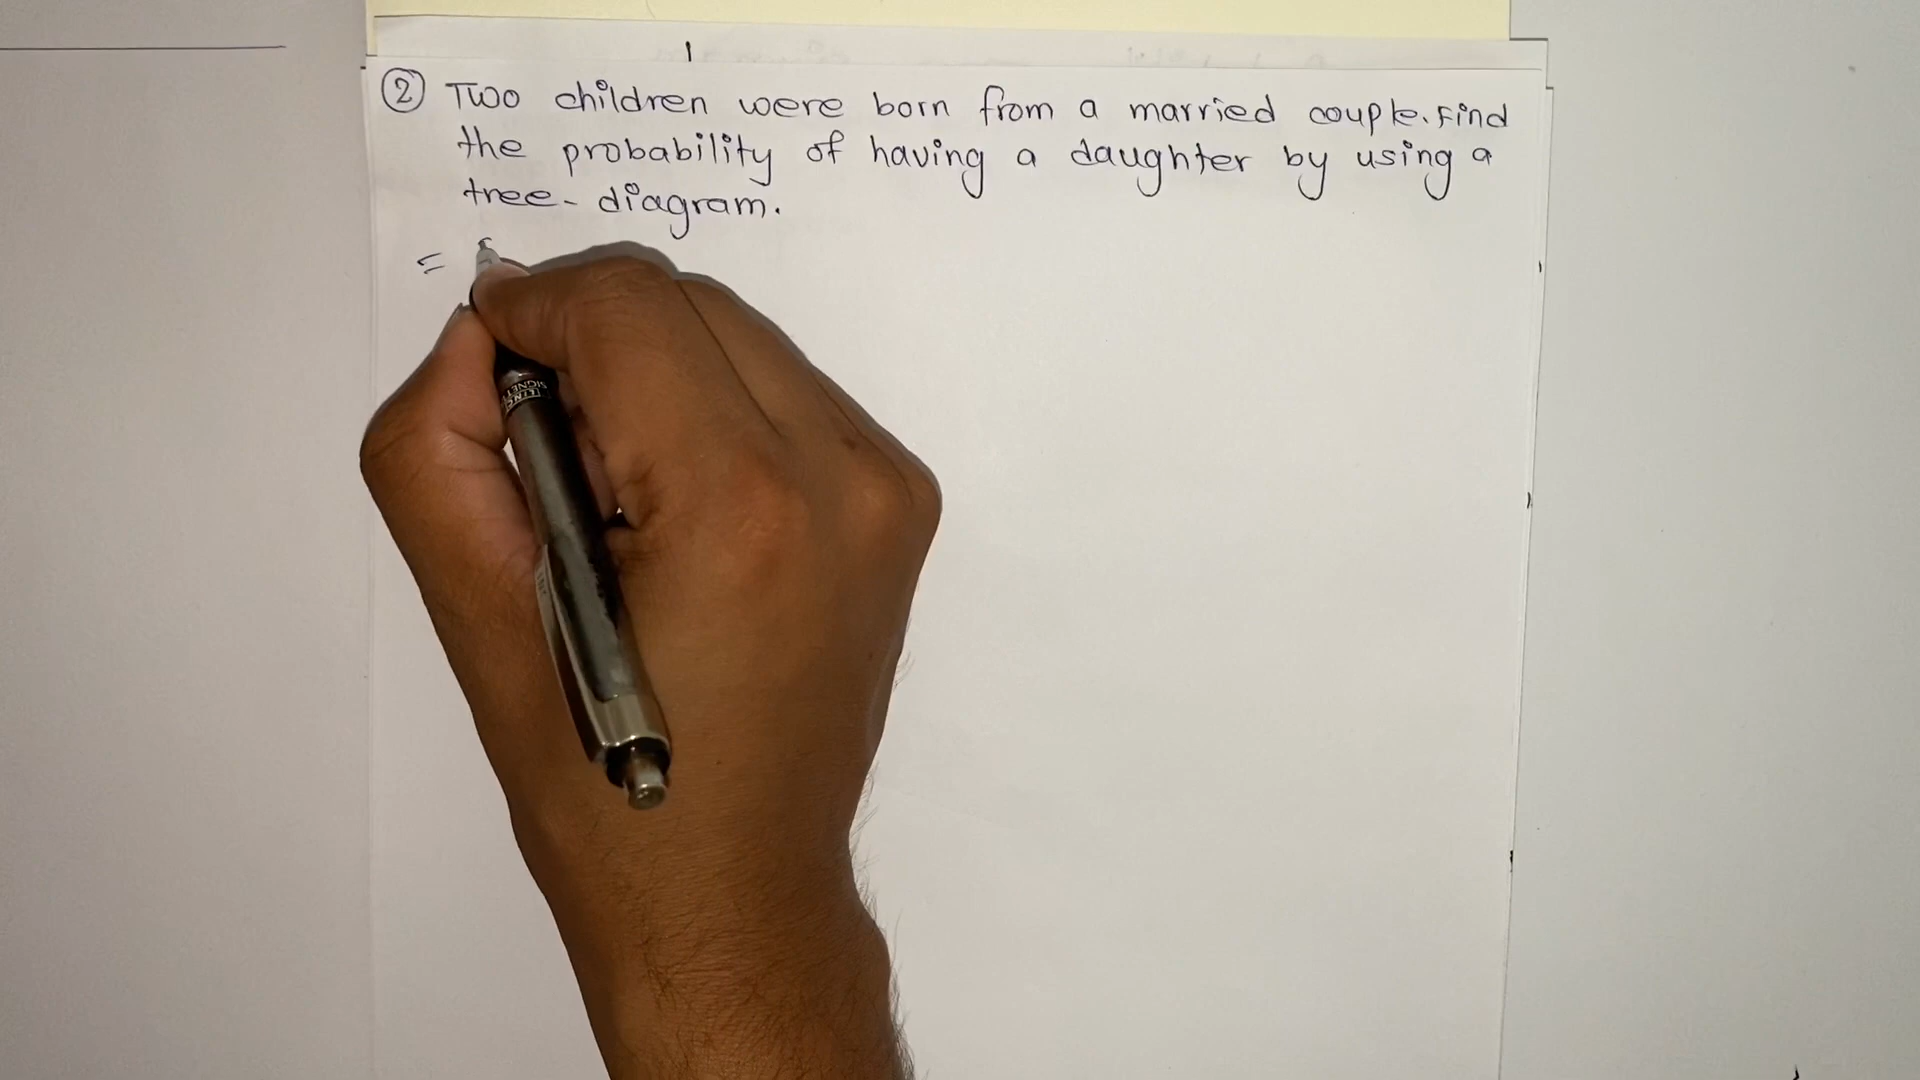 ② Two children were born from a married couple. Find
the probability of having a daughter by using a
tree-diagram.
=